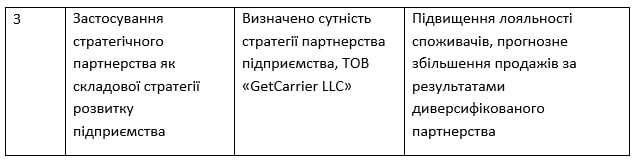 3
Застосування
стратегічного
партнерства як
складової стратегії
розвитку
підприємства
Визначено сутність
стратегії партнерства
підприємства, ТОВ
«GetCarrier LLC»
Підвищення лояльності
споживачів, прогнозне
збільшення продажів за
результатами
диверсифікованого
партнерства